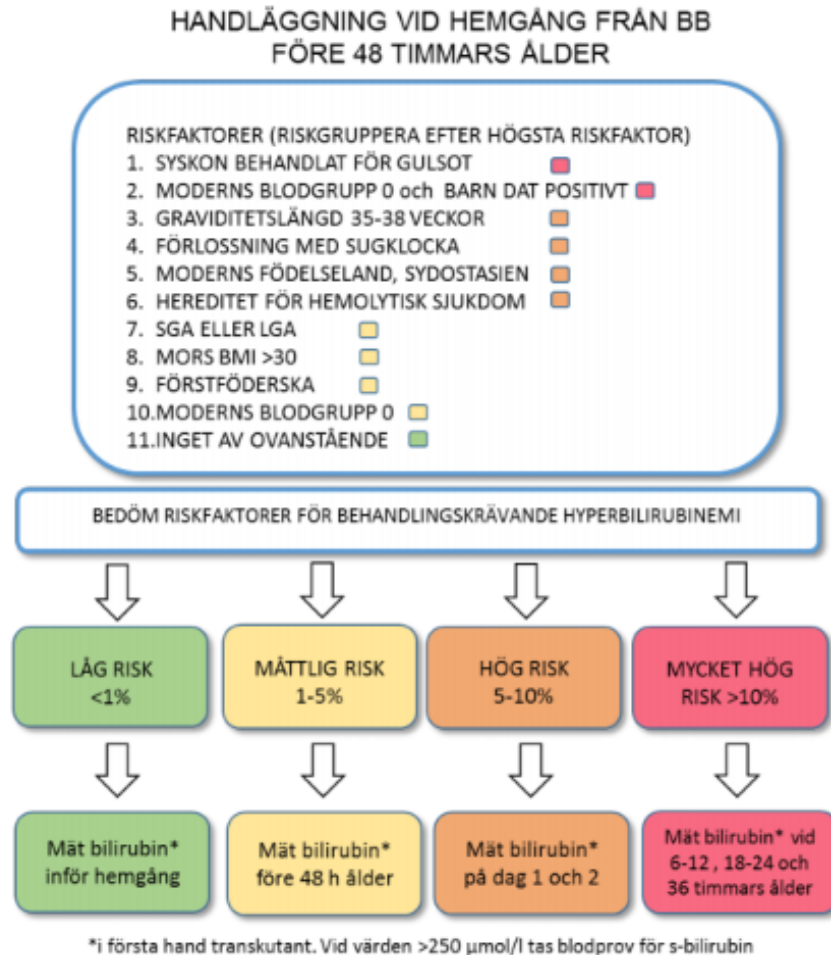 HANDLÄGGNING VID HEMGÅNG FRÅN BB
FÖRE 48 TIMMARS ÅLDER
RISKFAKTORER (RISKGRUPPERA EFTER HÖGSTA RISKFAKTOR)
1. SYSKON BEHANDLAT FÖR GULSOT
2. MODERNS BLODGRUPP 0 och BARN DAT POSITIVT
3. GRAVIDITETSLÄNGD 35-38 VECKOR
4. FÖRLOSSNING MED SUGKLOCKA
5. MODERNS FÖDELSELAND, SYDOSTASIEN
6. HEREDITET FÖR HEMOLYTISK SJUKDOM
7. SGA ELLER LGA
8. MORS BMI >30
9. FÖRSTFÖDERSKA
10.MODERNS BLODGRUPP 0
11.INGET AV OVANSTÅENDE
BEDÖM RISKFAKTORER FÖR BEHANDLINGSKRÄVANDE HYPERBILIRUBINEMI
LÅG RISK
<1%
MÅTTLIG RISK
1-5%
HÖG RISK
5-10%
MYCKET HÖG
RISK >10%
Mät bilirubin*
inför hemgång
Mät bilirubin*
före 48 h ålder
Mät bilirubin*
på dag 1 och 2
Mät bilirubin* vid
6-12 , 18-24 och
36 timmars ålder
*i första hand transkutant. Vid värden >250 µmol/l tas blodprov för s-bilirubin